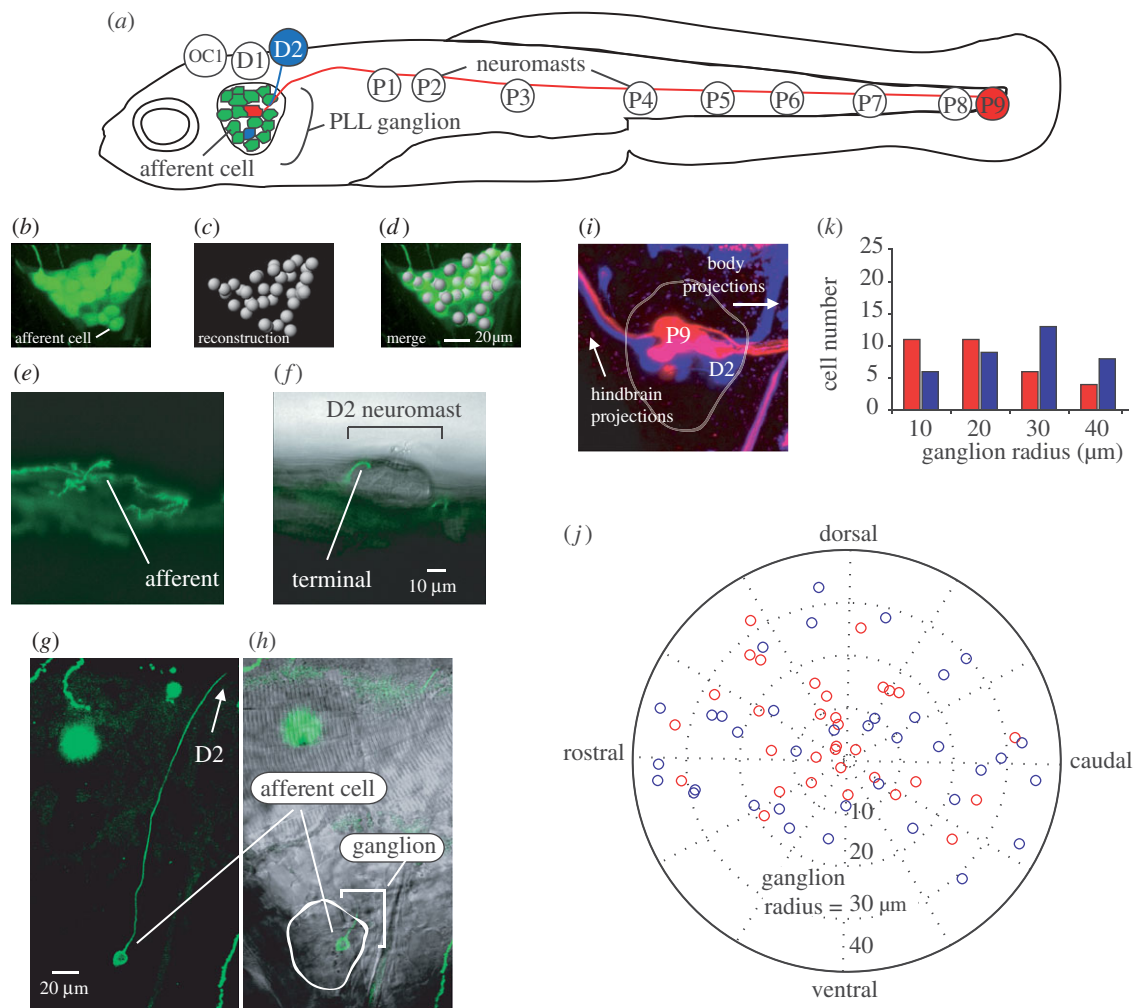 (a)
OC1 D1 D2
neuromasts
P1 P2 P3 P4 P5 P6 P7 P8 P9
PLL ganglion
afferent cell
(b)
afferent cell
(c)
reconstruction
(d)
merge 20 µm
(e)
afferent
(f)
D2 neuromast
terminal
10 µm
(g)
D2
20 µm
(h)
afferent cell
ganglion
(i)
body
projections
P9
D2
hindbrain
projections
(k)
25
20
15
10
5
0
cell number
10 20 30 40
ganglion radius (µm)
(j)
dorsal
rostral
caudal
10
20
ganglion
radius = 30 µm
40
ventral